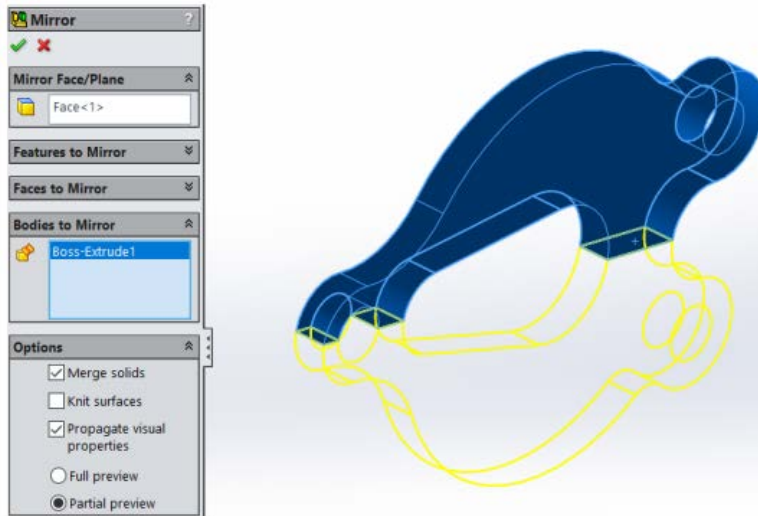 Mirror ?
Mirror Face/Plane
Face<1>
Features to Mirror
Faces to Mirror
Bodies to Mirror
Boss-Extrude1
Options
Merge solids
Knit surfaces
Propagate visual
properties
Full preview
Partial preview